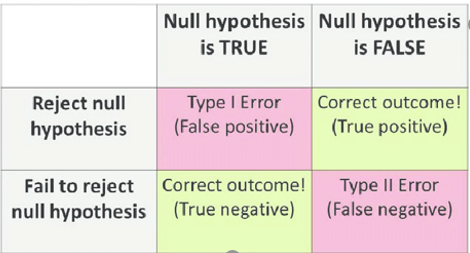 Null hypothesis
is TRUE
Null hypothesis
is FALSE
Reject null
hypothesis
Type I Error
(False positive)
Correct outcome!
(True positive)
Fail to reject
null hypothesis
Correct outcome!
(True negative)
Type II Error
(False negative)